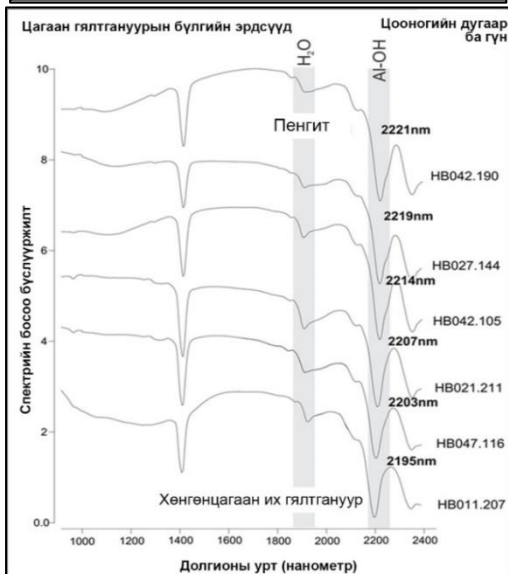 Цагаан гялтгануурын бүлгийн эрдсүүд
Цооногийн дугаар
ба гүн
H₂O
Al-OH
Пенгит
2221nm
HB042.190
2219nm
HB027.144
2214nm
HB042.105
2207nm
HB021.211
2203nm
HB047.116
2195nm
HB011.207
Хөнгөнцагаан их гялтгануур
Спектрийн босоо бүслүүржилт
10
8
6
4
2
0.0
1000 1200 1400 1600 1800 2000 2200 2400
Долгионы урт (нанометр)